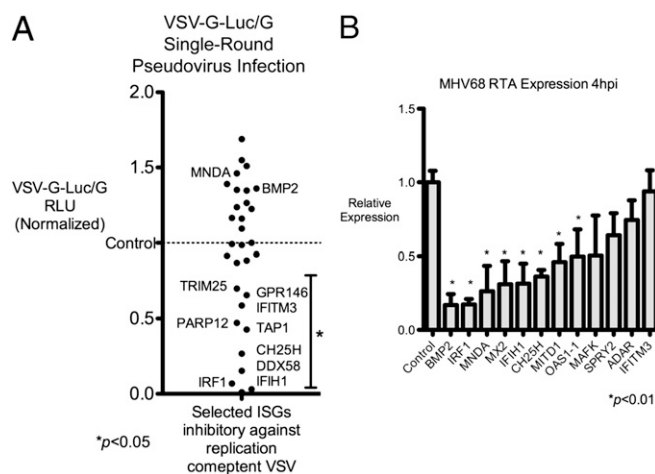 A
VSV-G-Luc/G
Single-Round
Pseudovirus Infection
2.0
1.5
1.0
0.5
0.0
VSV-G-Luc/G
RLU
(Normalized)
Control
MNDA
BMP2
TRIM25
GPR146
IFITM3
PARP12
TAP1
CH25H
DDX58
IRF1
IFIH1
*
Selected ISGs
inhibitory against
replication
comeptent VSV
*p<0.05
B
MHV68 RTA Expression 4hpi
1.5
1.0
0.5
0.0
Relative
Expression
* * * * * * * *
Control
BMP2
IRF1
MNDA
MX2
IFIH1
CH25H
MITD1
OAS1-1
MAFK
SPRY2
ADAR
IFITM3
*p<0.01